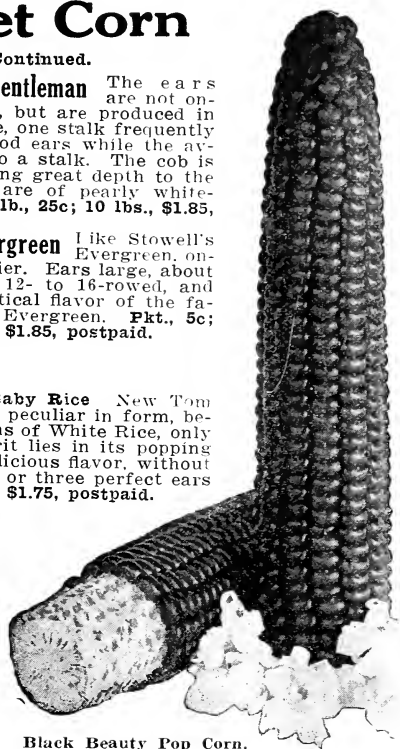 et Corn
Continued.
entleman The ears
are not on-
, but are produced in
e, one stalk frequently
od ears while the av-
o a stalk. The cob is
ng great depth to the
are of pearly white-
lb., 25c; 10 lbs., $1.85,
rgreen Like Stowell's
Evergreen, on-
ier. Ears large, about
12- to 16-rowed, and
tical flavor of the fa-
Evergreen. Pkt., 5c;
$1.85, postpaid.
aby Rice New Tom
peculiar in form, be-
s of White Rice, only
rit lies in its popping
licious flavor, without
or three perfect ears
$1.75, postpaid.
Black Beauty Pop Corn.